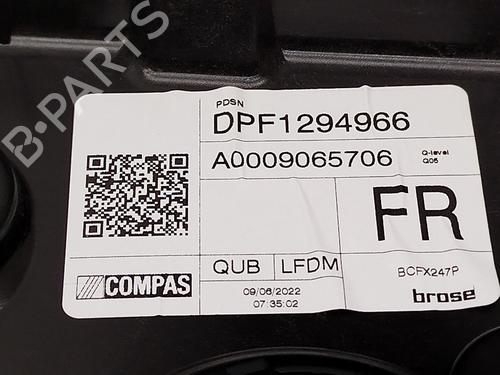 PDSN
DPF1294966
A0009065706
Q-level
Q05
FR
QUB LFDM
BCFX247P
COMPAS
09/06/2022
07:35:02
brose
B-PARTS